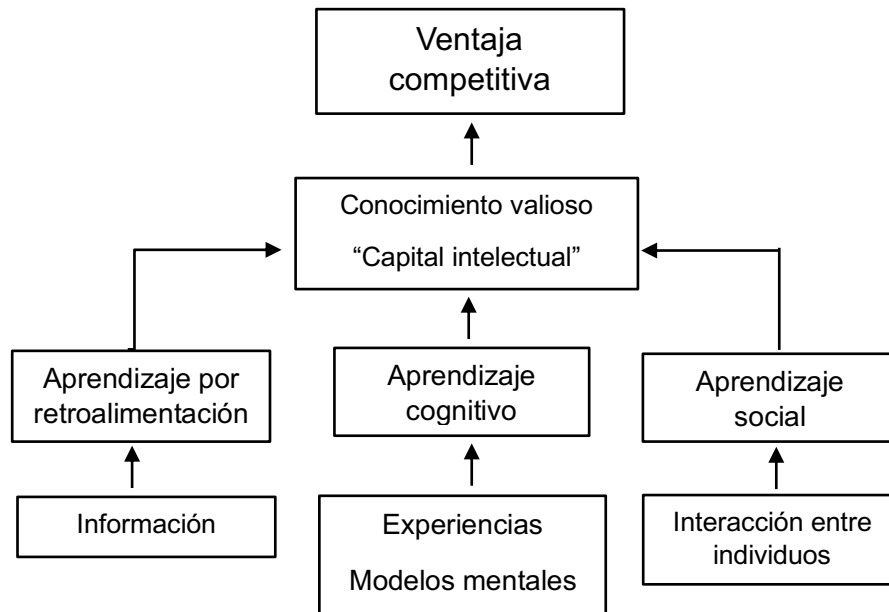 Ventaja
competitiva
Conocimiento valioso
“Capital intelectual”
Aprendizaje por
retroalimentación
Aprendizaje
cognitivo
Aprendizaje
social
Información
Experiencias
Modelos mentales
Interacción entre
individuos